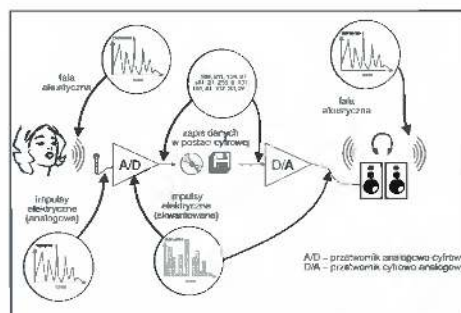 fala
akustyczna
zapis danych
w postaci cyfrowej
fala
akustyczna
A/D
D/A
impulsy
elektryczne
(analogowe)
impulsy
elektryczne
(skwantowane)
A/D – przetwornik analogowo-cyfrowy
D/A – przetwornik cyfrowo-analogowy